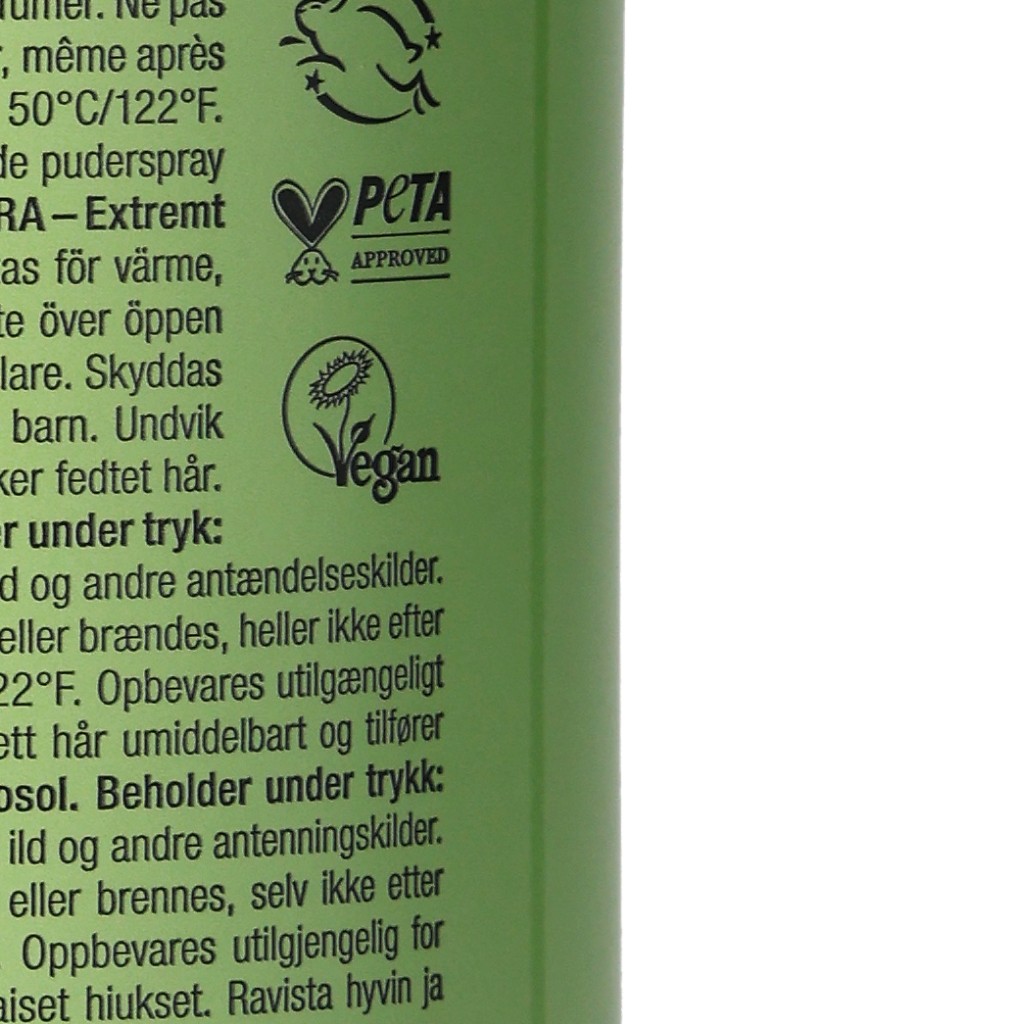 Ne pas
, même après
50°C/122°F.
de puderspray
RA – Extremt
as för värme,
te över öppen
lare. Skyddas
barn. Undvik
ker fedtet hår.
er under tryk:
d og andre antændelseskilder.
eller brændes, heller ikke efter
22°F. Opbevares utilgængeligt
ett hår umiddelbart og tilfører
osol. Beholder under trykk:
ild og andre antenningskilder.
eller brennes, selv ikke etter
. Oppbevares utilgjengelig for
aiset hiukset. Ravista hyvin ja
PETA
APPROVED
Vegan